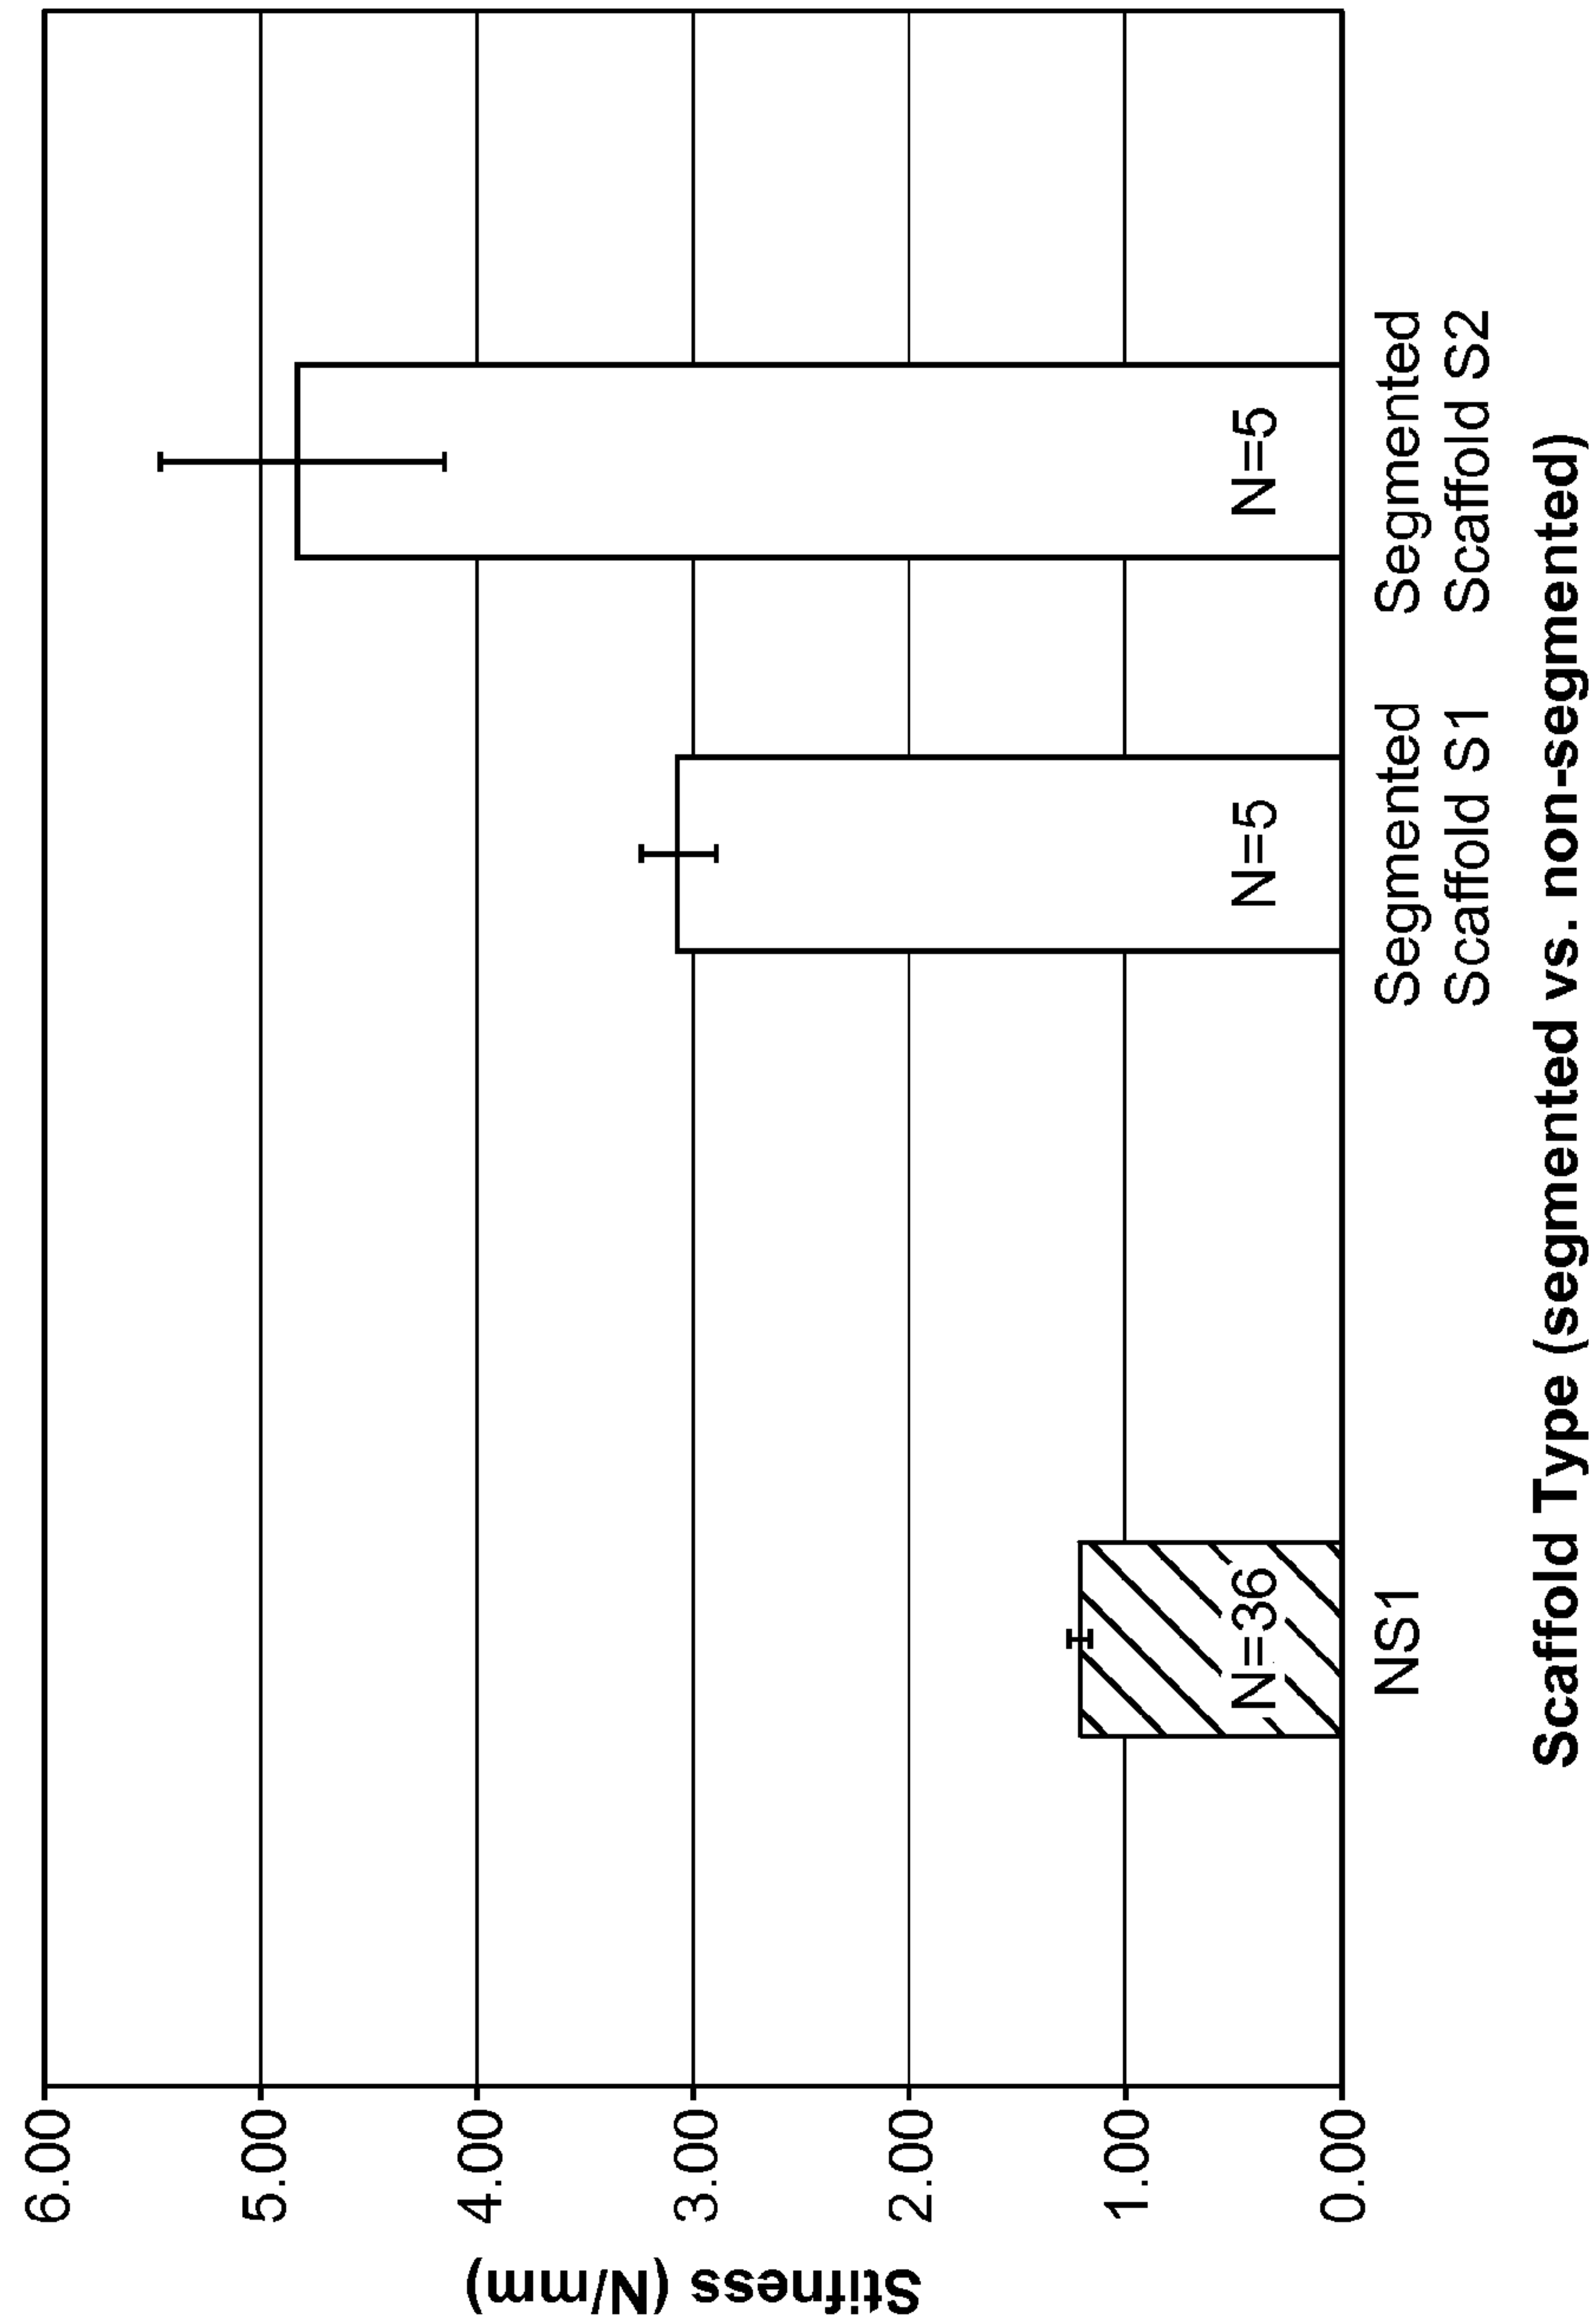 Stifness (N/mm)
6.00
5.00
4.00
3.00
2.00
1.00
0.00
N=36
N=5
N=5
NS1
Segmented
Scaffold S1
Segmented
Scaffold S2
Scaffold Type (segmented vs. non-segmented)